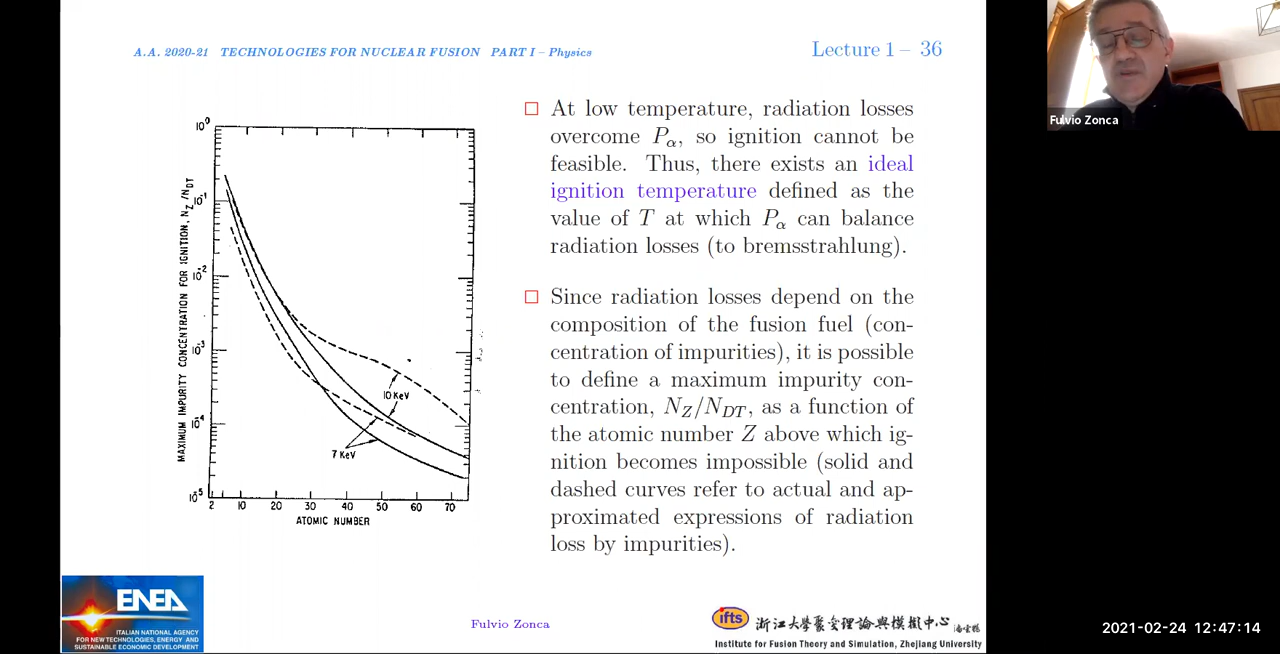 A.A. 2020-21 TECHNOLOGIES FOR NUCLEAR FUSION PART I – Physics
Lecture 1 – 36
At low temperature, radiation losses
overcome Pα, so ignition cannot be
feasible. Thus, there exists an ideal
ignition temperature defined as the
value of T at which Pα can balance
radiation losses (to bremsstrahlung).
Since radiation losses depend on the
composition of the fusion fuel (con-
centration of impurities), it is possible
to define a maximum impurity con-
centration, NZ/NDT, as a function of
the atomic number Z above which ig-
nition becomes impossible (solid and
dashed curves refer to actual and ap-
proximated expressions of radiation
loss by impurities).
MAXIMUM IMPURITY CONCENTRATION FOR IGNITION, NZ/NDT
10^0
10^-1
10^-2
10^-3
10^-4
10^-5
10 KeV
7 KeV
2 10 20 30 40 50 60 70
ATOMIC NUMBER
ENEA
ITALIAN NATIONAL AGENCY
FOR NEW TECHNOLOGIES, ENERGY AND
SUSTAINABLE ECONOMIC DEVELOPMENT
Fulvio Zonca
ifts
浙江大學聚变理論與模擬中心
Institute for Fusion Theory and Simulation, Zhejiang University
Fulvio Zonca
2021-02-24 12:47:14